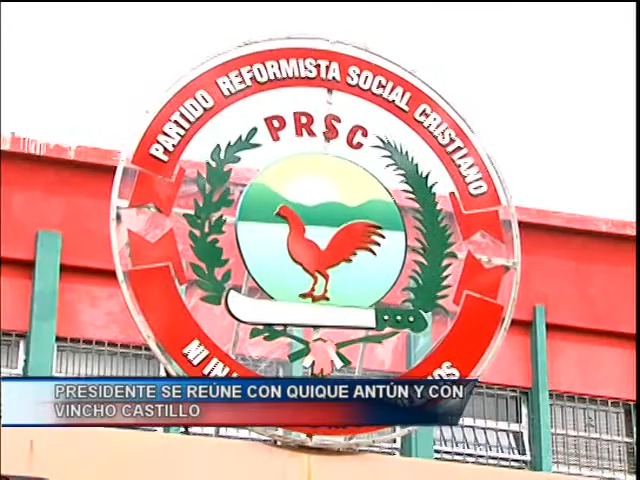 PARTIDO REFORMISTA SOCIAL CRISTIANO
PRSC
PRESIDENTE SE REÚNE CON QUIQUE ANTÚN Y CON
VINCHO CASTILLO